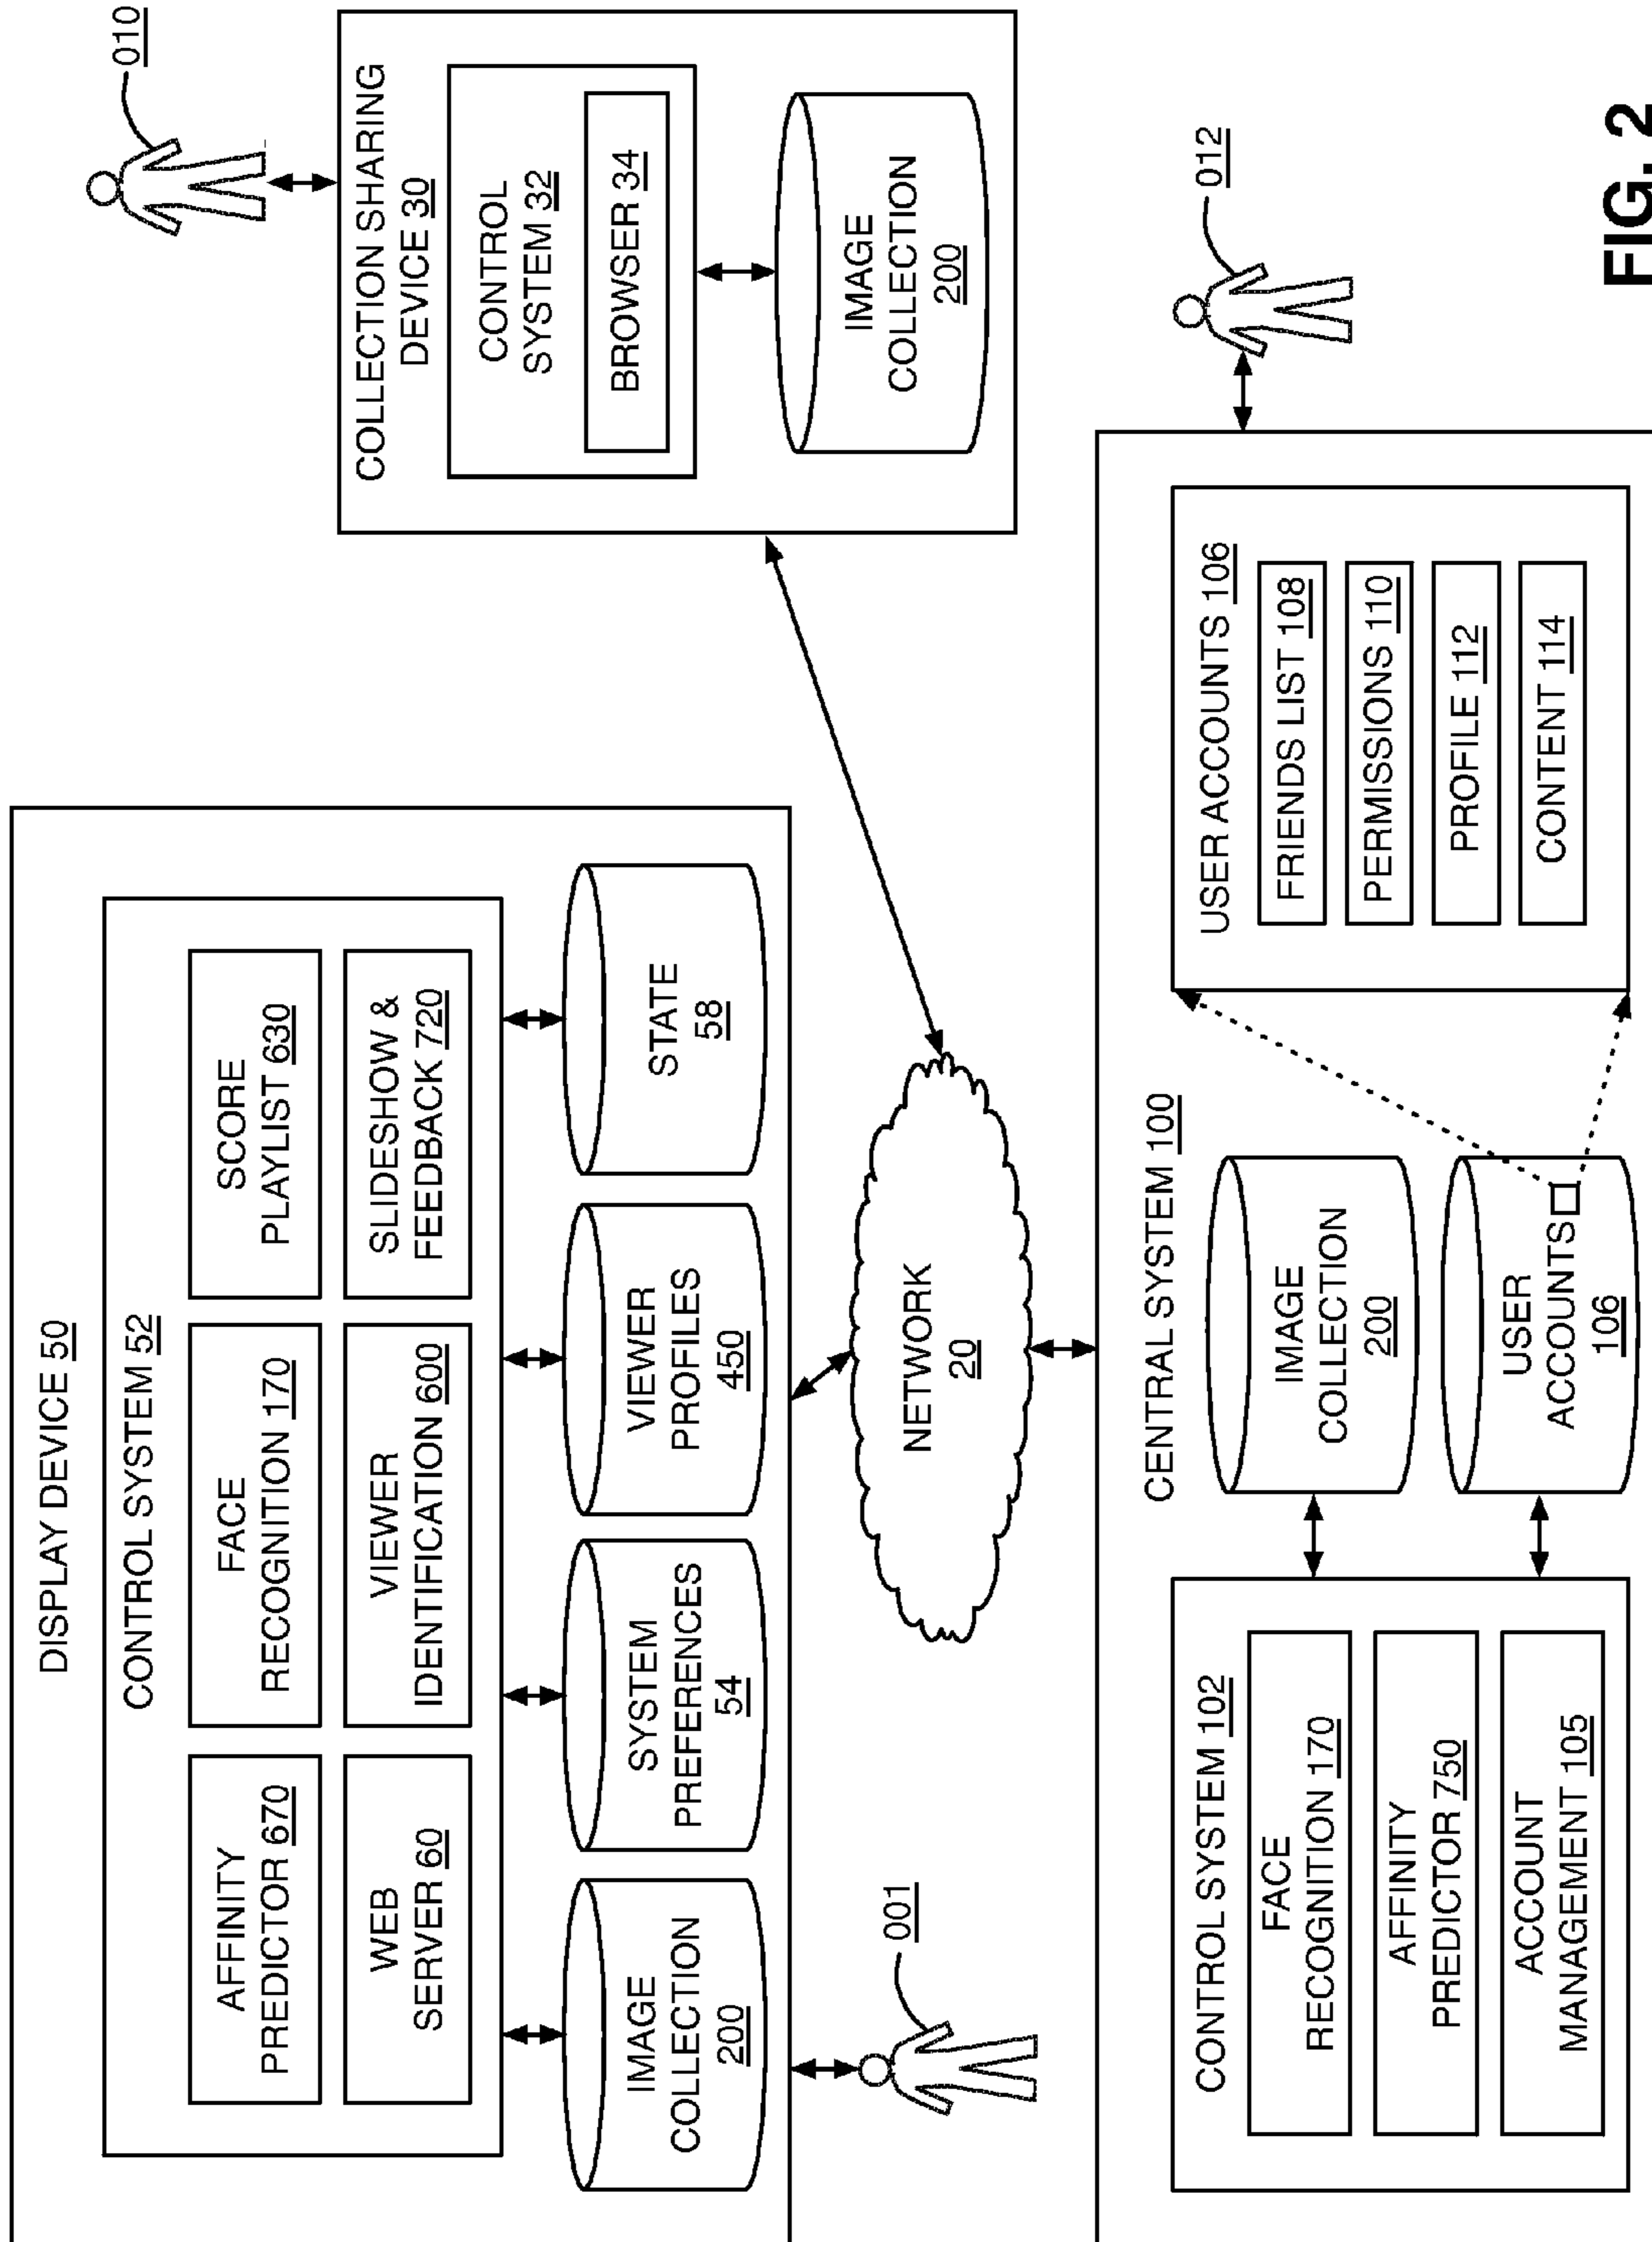 DISPLAY DEVICE 50
CONTROL SYSTEM 52
AFFINITY
PREDICTOR 670
FACE
RECOGNITION 170
SCORE
PLAYLIST 630
WEB
SERVER 60
VIEWER
IDENTIFICATION 600
SLIDESHOW &
FEEDBACK 720
IMAGE
COLLECTION
200
SYSTEM
PREFERENCES
54
VIEWER
PROFILES
450
STATE
58
001
NETWORK
20
010
COLLECTION SHARING
DEVICE 30
CONTROL
SYSTEM 32
BROWSER 34
IMAGE
COLLECTION
200
CENTRAL SYSTEM 100
CONTROL SYSTEM 102
FACE
RECOGNITION 170
AFFINITY
PREDICTOR 750
ACCOUNT
MANAGEMENT 105
IMAGE
COLLECTION
200
USER
ACCOUNTS
106
USER ACCOUNTS 106
FRIENDS LIST 108
PERMISSIONS 110
PROFILE 112
CONTENT 114
012
FIG. 2